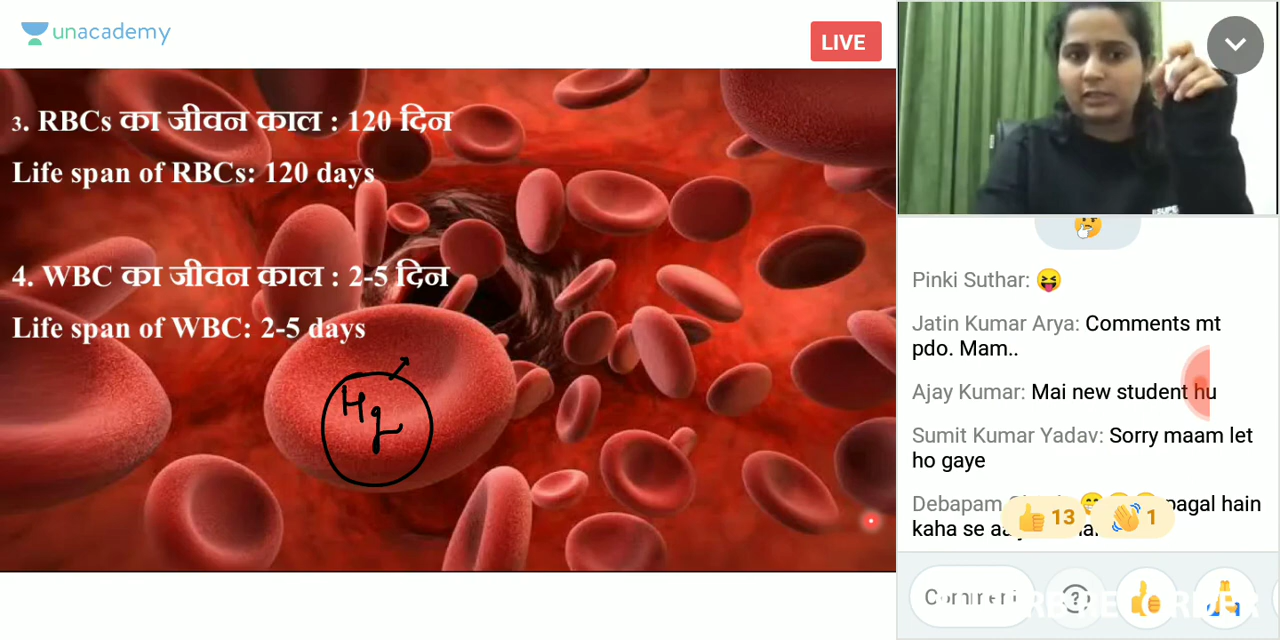 unacademy
LIVE
3. RBCs का जीवन काल : 120 दिन
Life span of RBCs: 120 days
4. WBC का जीवन काल : 2-5 दिन
Life span of WBC: 2-5 days
Hg
Pinki Suthar:
Jatin Kumar Arya: Comments mt
pdo. Mam..
Ajay Kumar: Mai new student hu
Sumit Kumar Yadav: Sorry maam let
ho gaye
Debapam pagal hain
kaha se
13
1